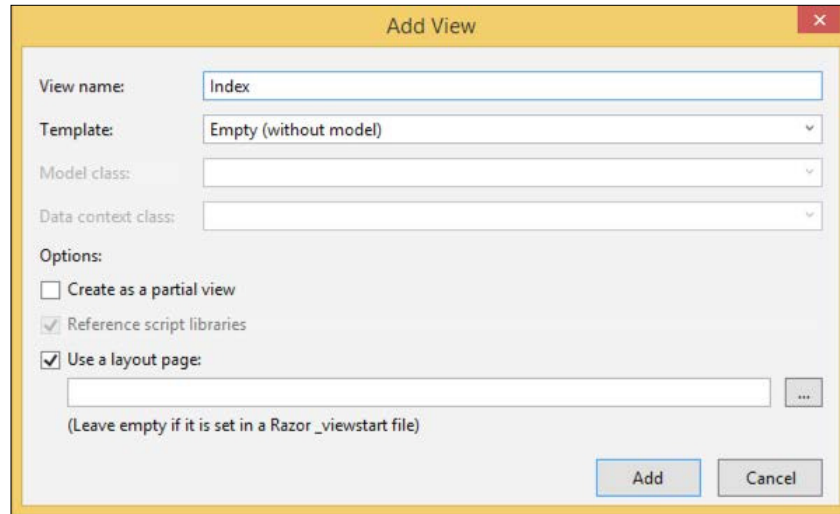 Add View
View name: Index
Template: Empty (without model)
Model class:
Data context class:
Options:
Create as a partial view
Reference script libraries
Use a layout page:
...
(Leave empty if it is set in a Razor _viewstart file)
Add Cancel